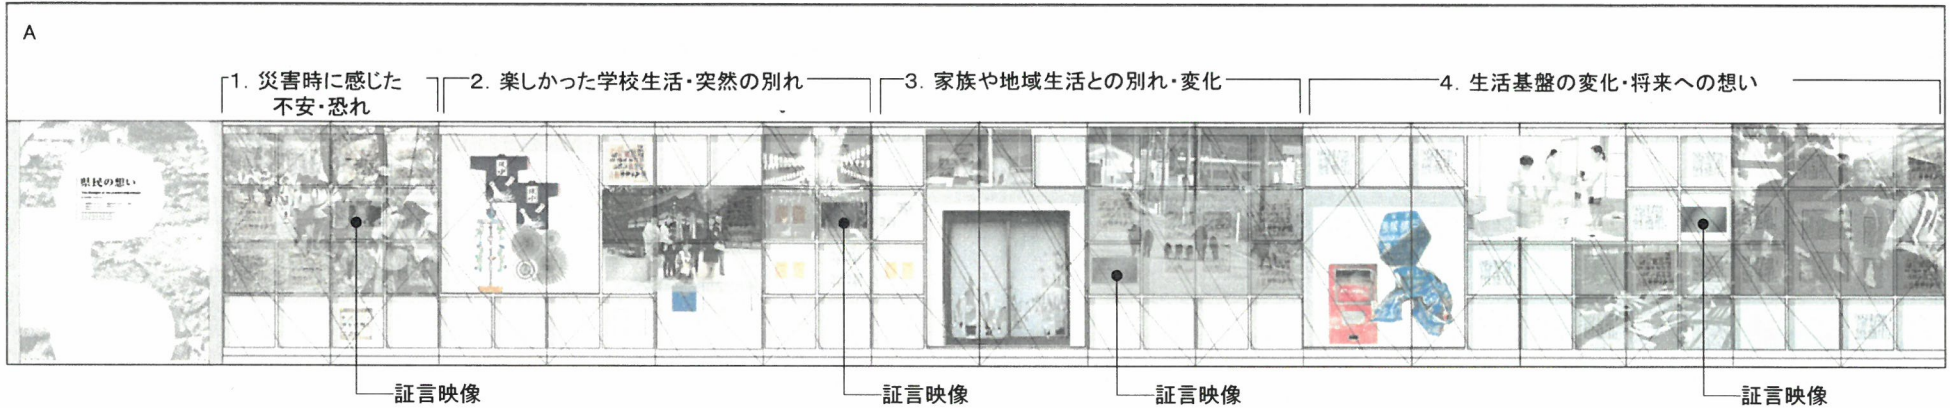 A
1. 災害時に感じた
不安・恐れ
2. 楽しかった学校生活・突然の別れ
3. 家族や地域生活との別れ・変化
4. 生活基盤の変化・将来への想い
県民の想い
証言映像
証言映像
証言映像
証言映像